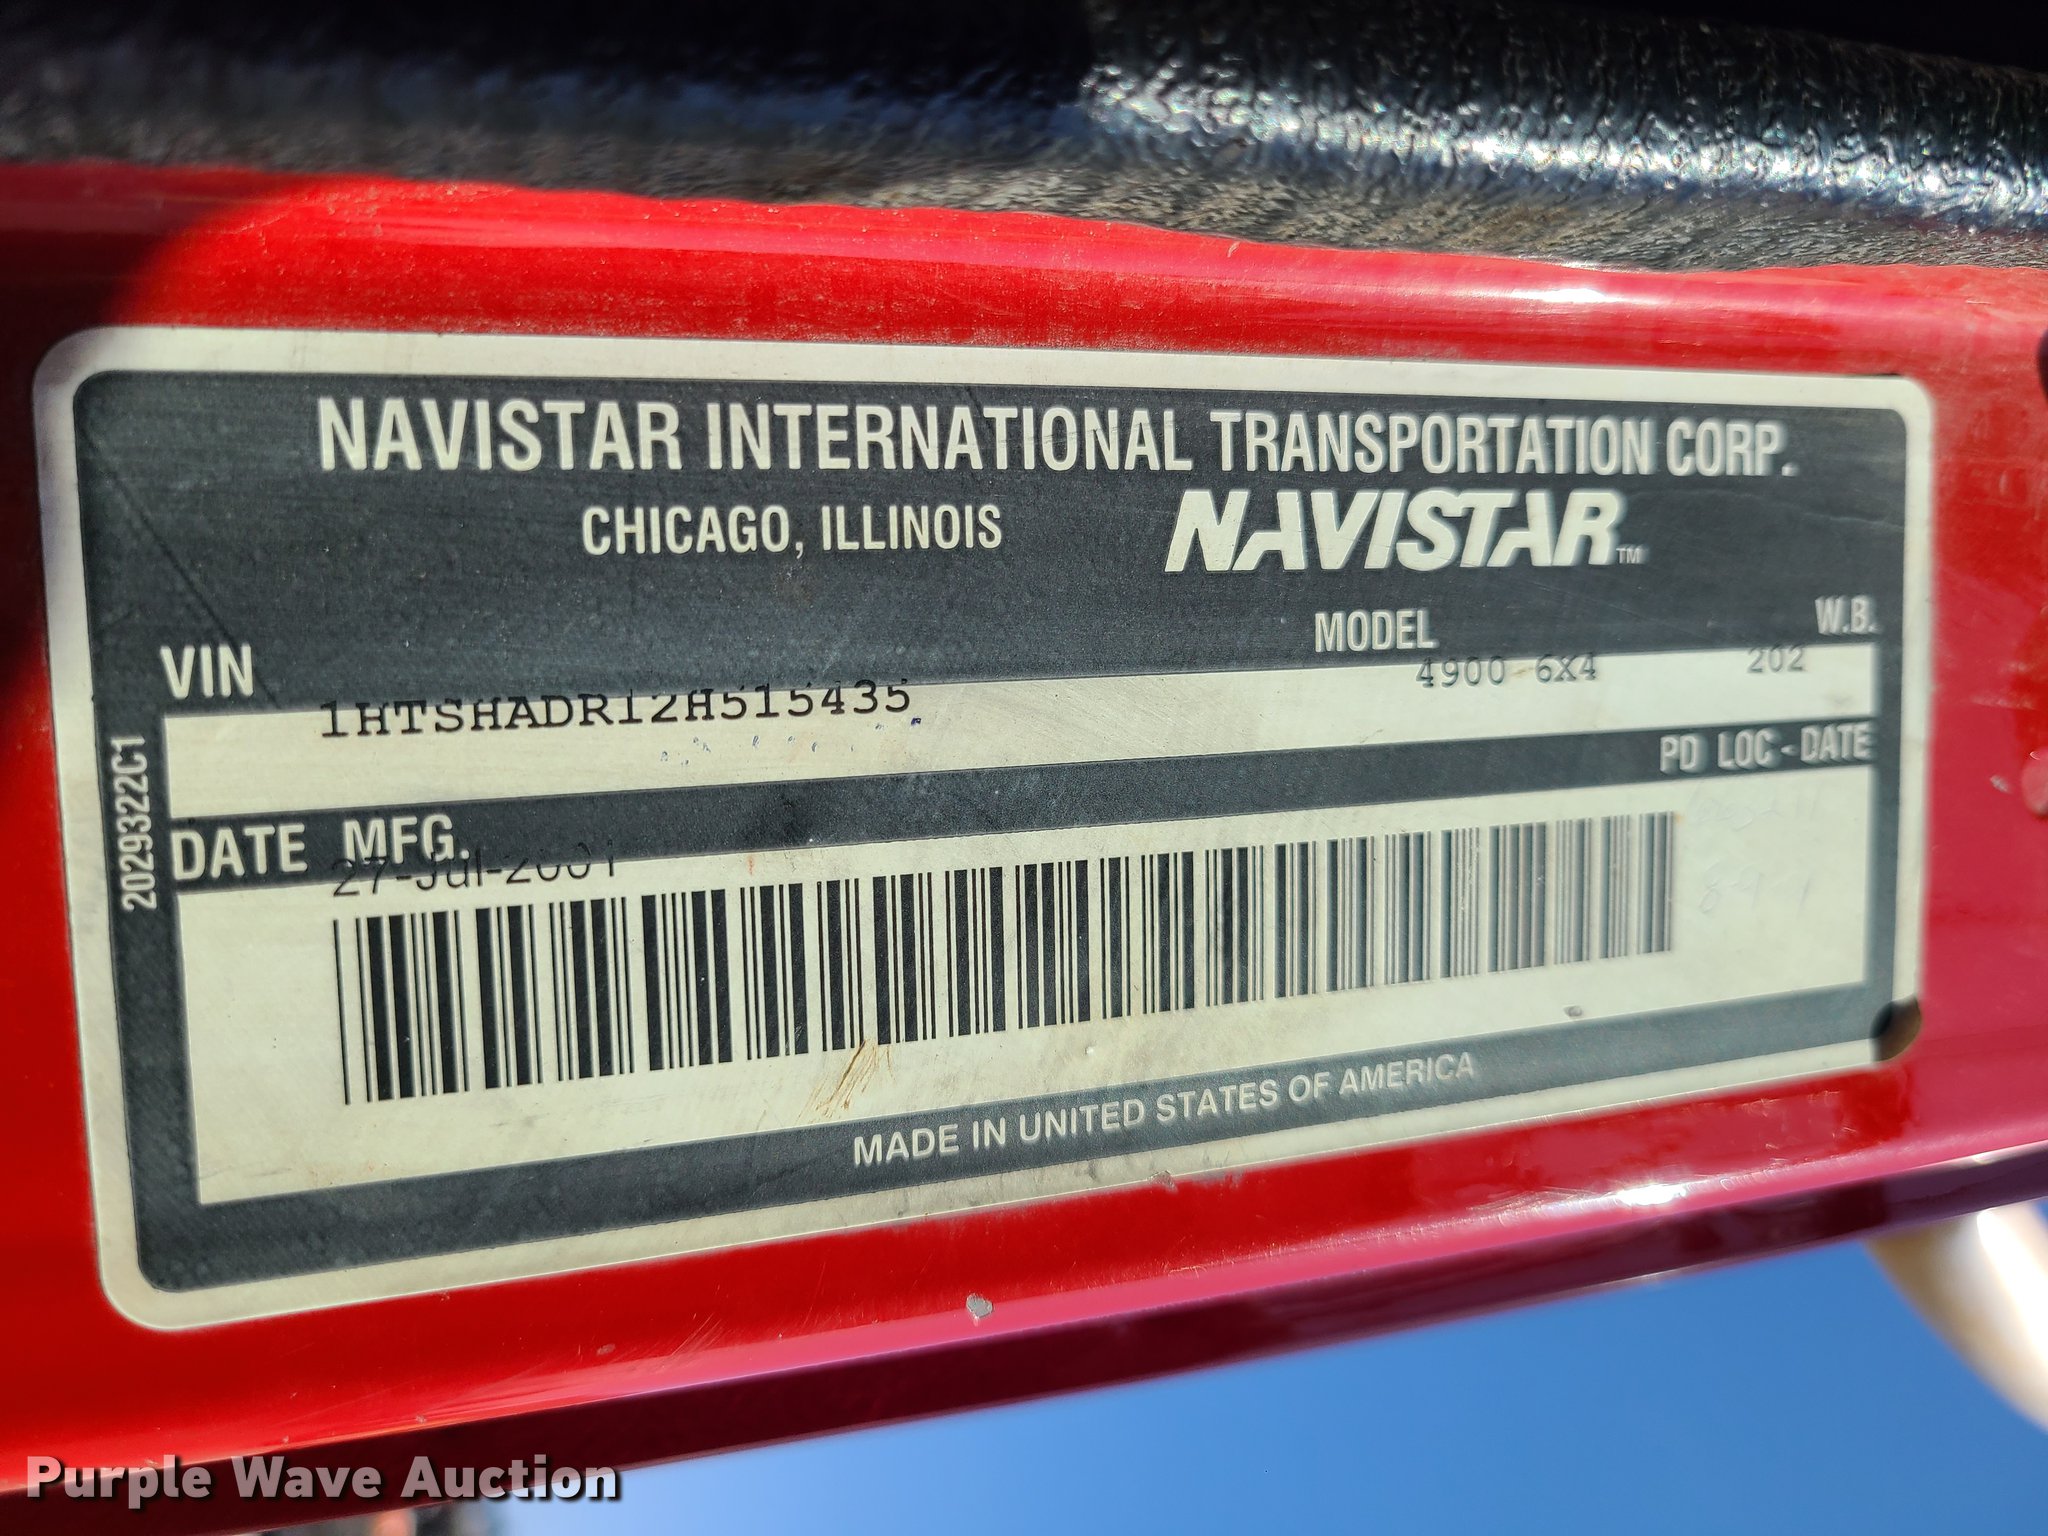 NAVISTAR INTERNATIONAL TRANSPORTATION CORP.
CHICAGO, ILLINOIS
NAVISTAR™
VIN
MODEL
W.B.
1HTSHADR12H515435
4900 6X4
202
2029322C1
DATE MFG.
PD LOC - DATE
27-Jul-2001
MADE IN UNITED STATES OF AMERICA
Purple Wave Auction